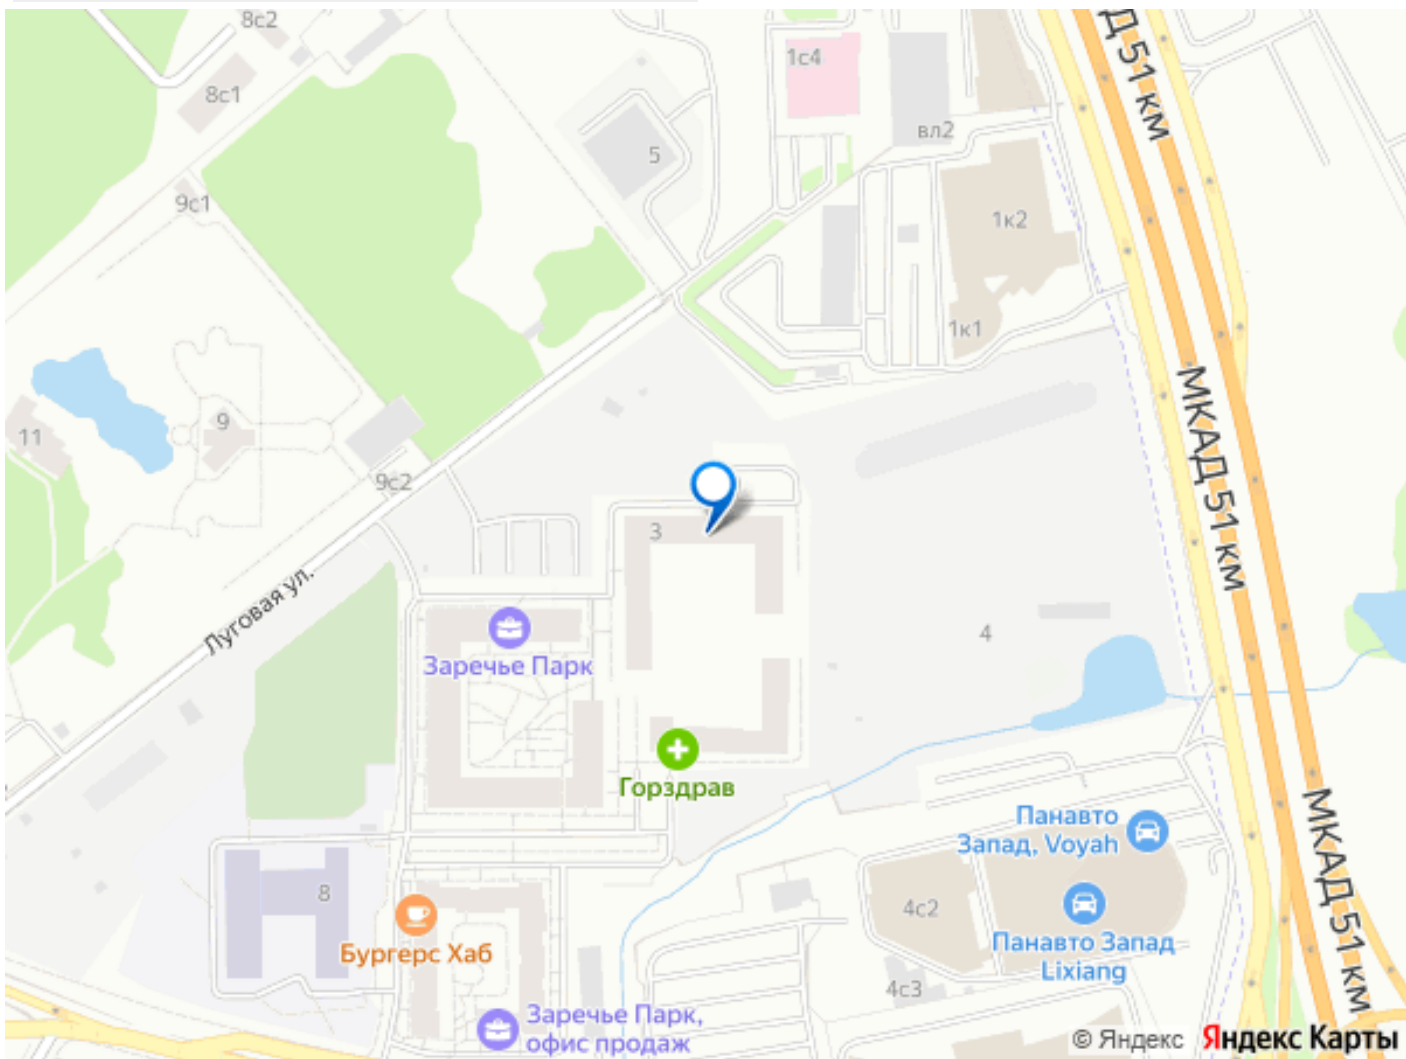 8с2
8с1
1с4
МКАД 51 км
вл2
5
9с1
1к2
1к1
9
11
9с2
МКАД 51 км
3
Луговая ул.
4
Заречье Парк
Горздрав
Панавто
Запад, Voyah
8
4с2
Бургерс Хаб
Панавто Запад
Lixiang
МКАД 51 км
4с3
Заречье Парк,
офис продаж
© Яндекс Яндекс Карты